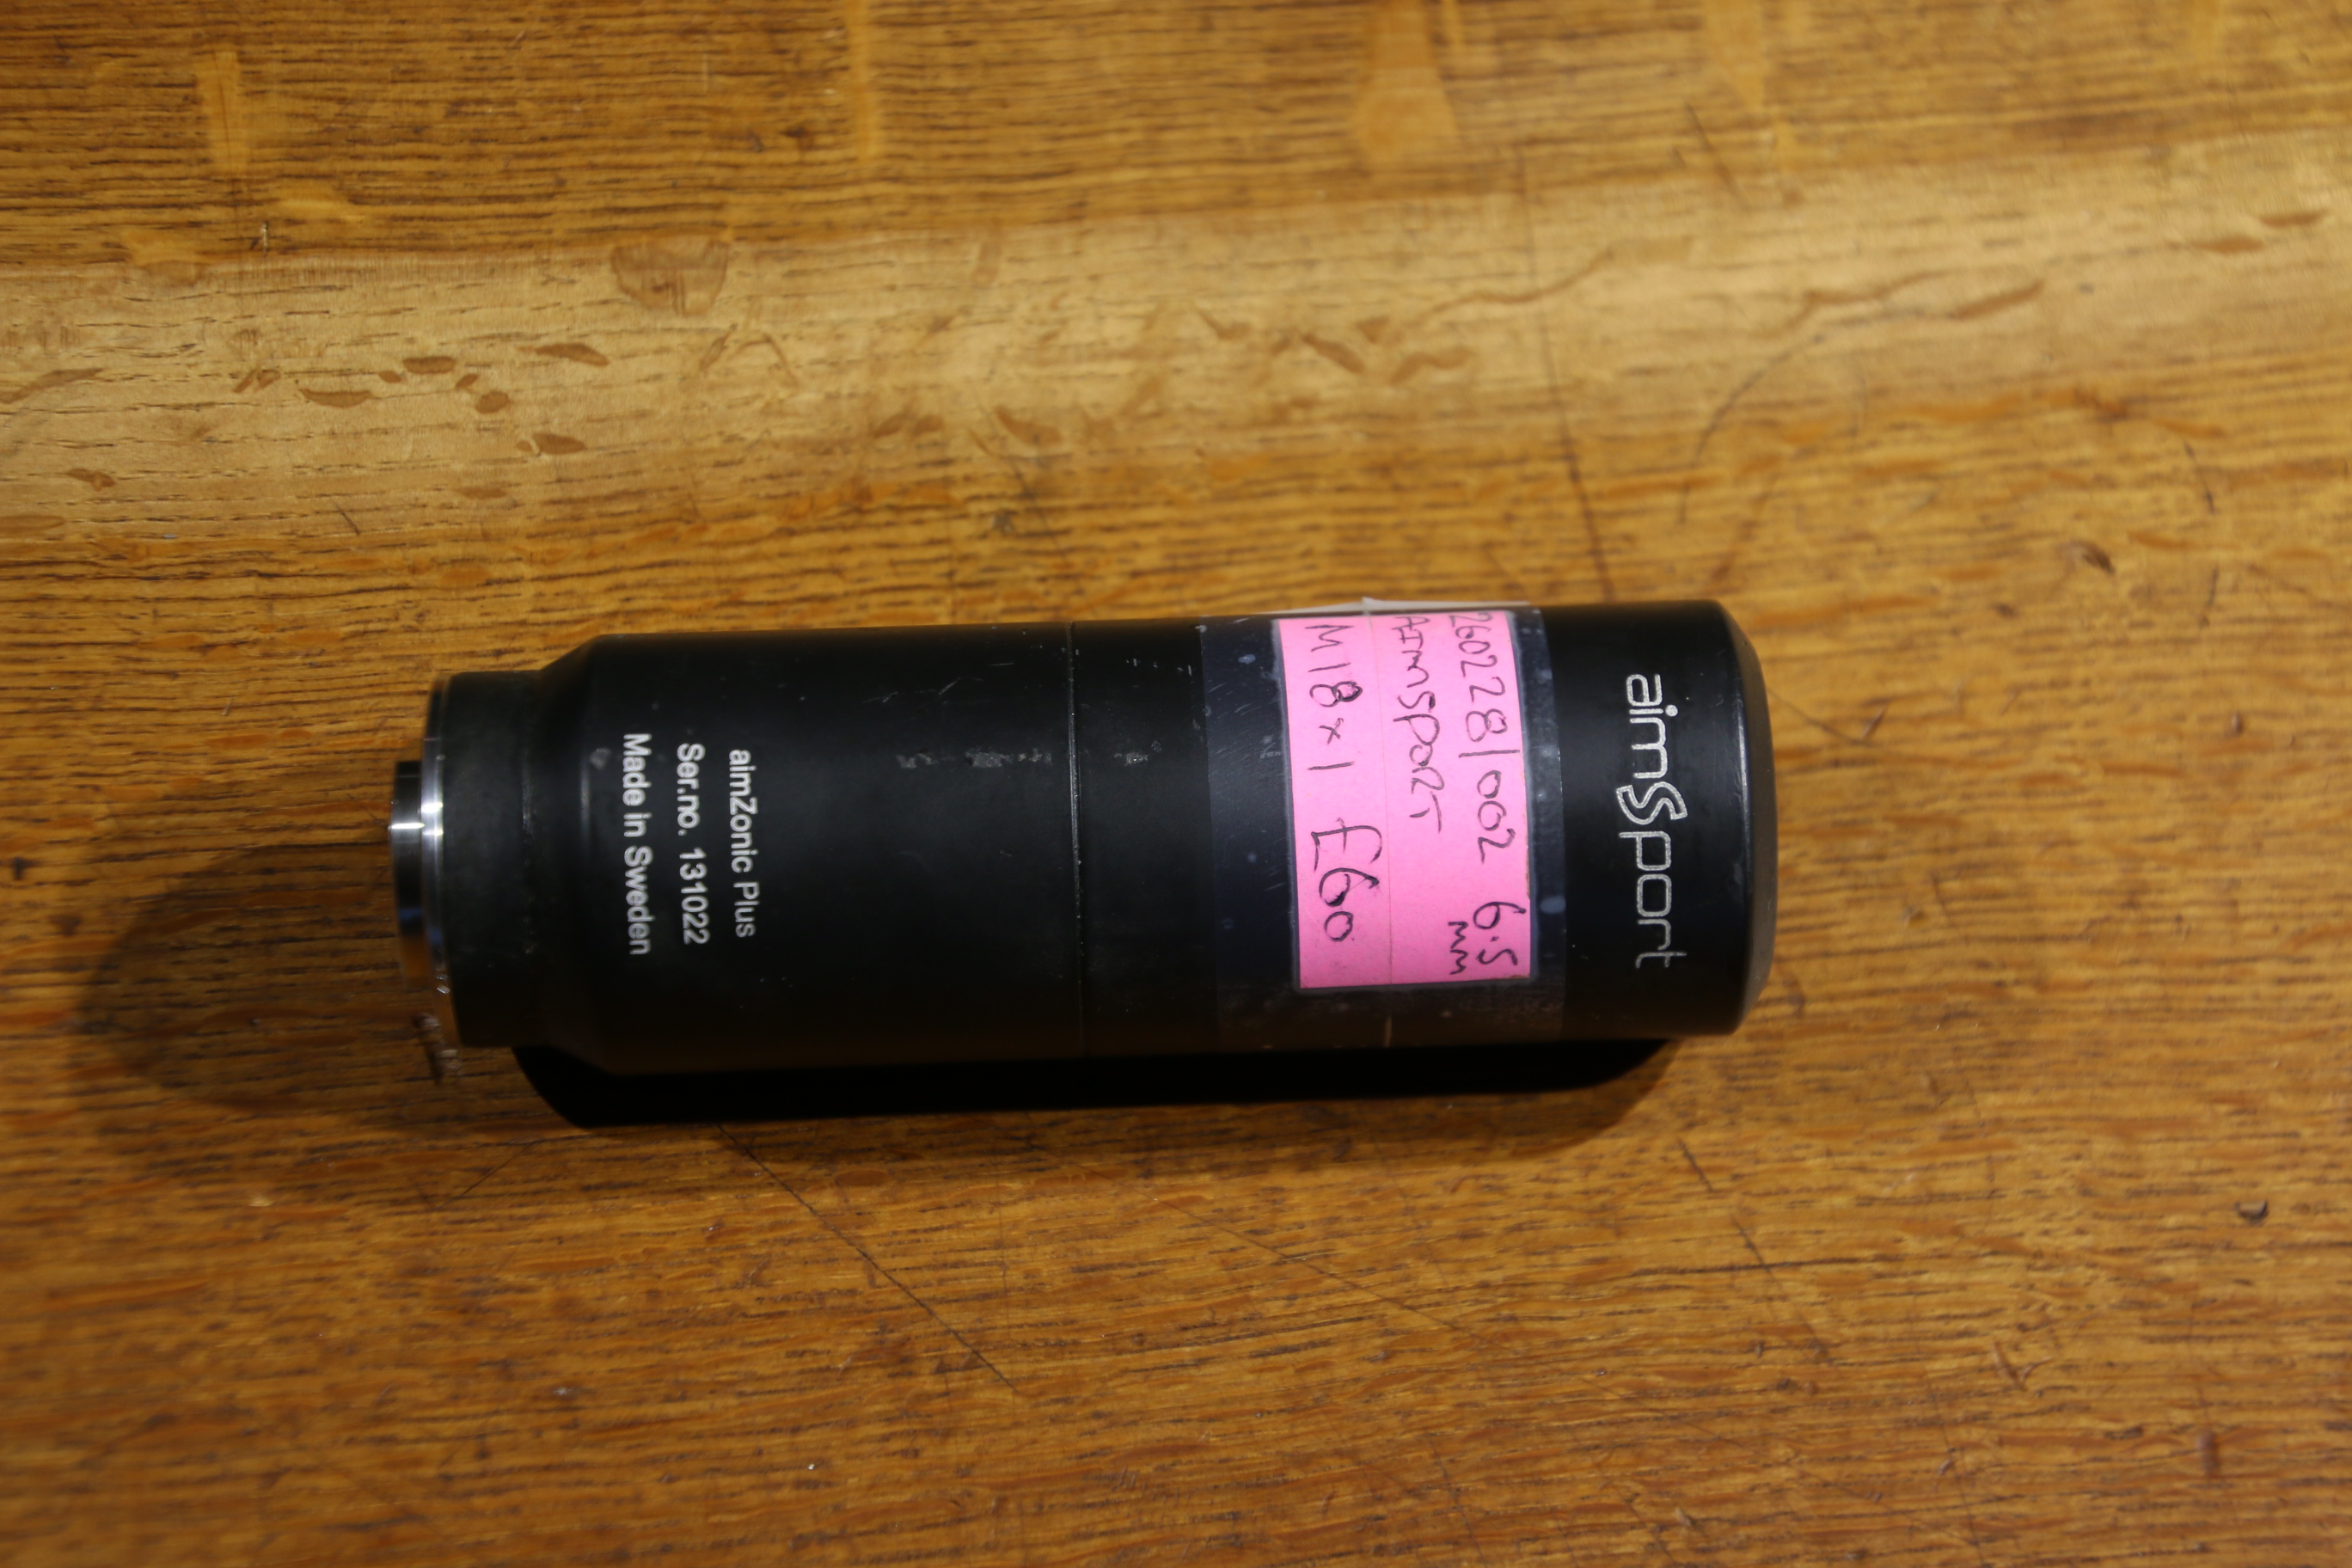 aimSport
260228/002 6.5
mm
AIMSPORT
M18x1 £60
aimZonic Plus
Ser.no. 131022
Made in Sweden